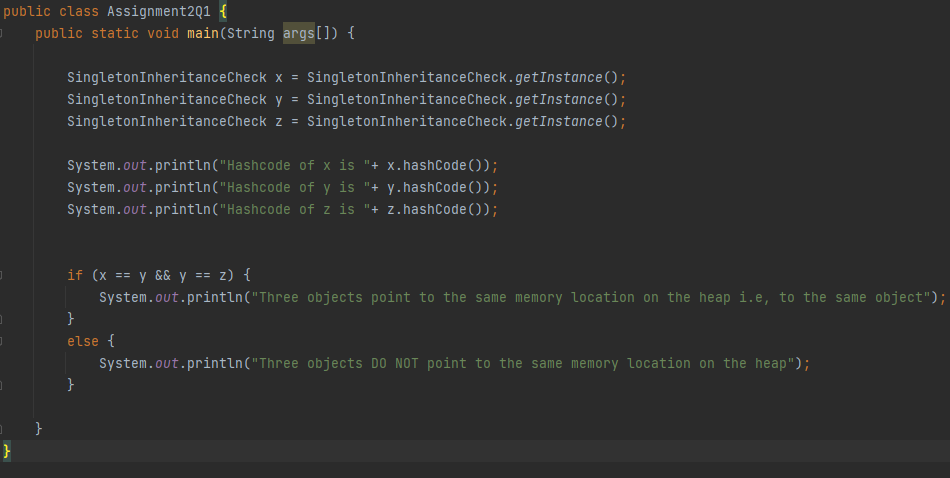 public class Assignment2Q1 {
public static void main(String args[]) {
SingletonInheritanceCheck x = SingletonInheritanceCheck.getInstance();
SingletonInheritanceCheck y = SingletonInheritanceCheck.getInstance();
SingletonInheritanceCheck z = SingletonInheritanceCheck.getInstance();
System.out.println("Hashcode of x is "+ x.hashCode());
System.out.println("Hashcode of y is "+ y.hashCode());
System.out.println("Hashcode of z is "+ z.hashCode());
if (x == y && y == z) {
System.out.println("Three objects point to the same memory location on the heap i.e, to the same object");
}
else {
System.out.println("Three objects DO NOT point to the same memory location on the heap");
}
}
}